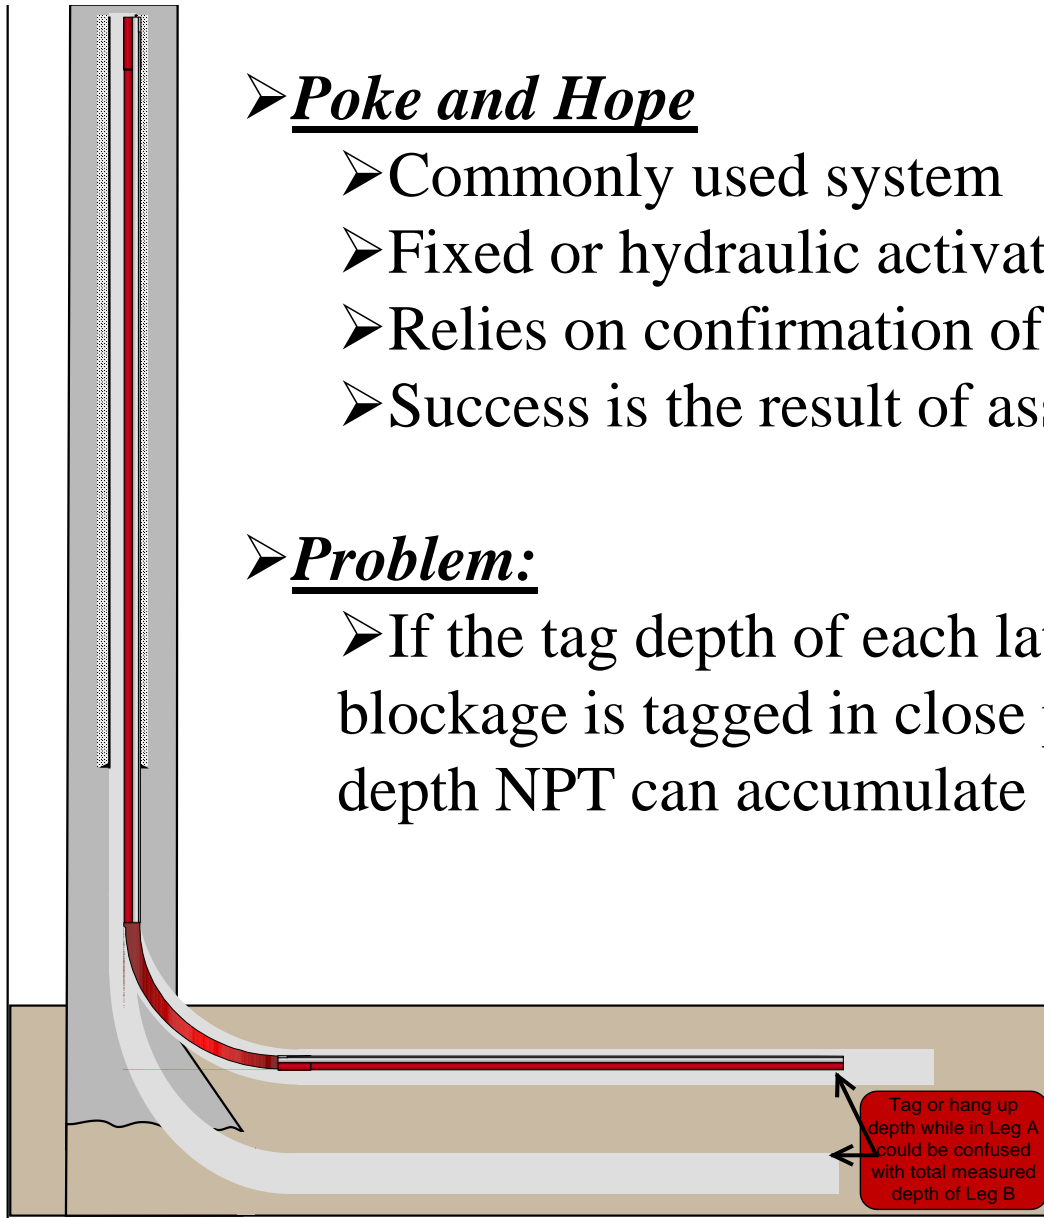 ➢Poke and Hope
➢Commonly used system
➢Fixed or hydraulic activat
➢Relies on confirmation of
➢Success is the result of as
➢Problem:
➢If the tag depth of each la
blockage is tagged in close
depth NPT can accumulate
Tag or hang up
depth while in Leg A
could be confused
with total measured
depth of Leg B